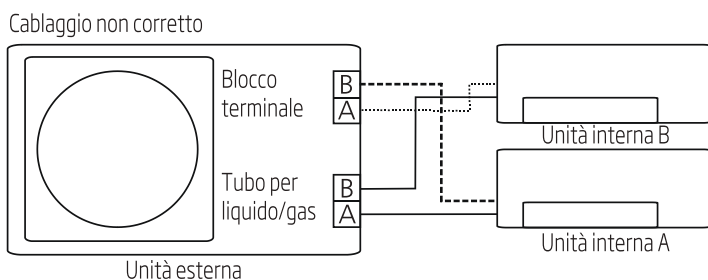 Cablaggio non corretto
Blocco
terminale
B
A
Tubo per
liquido/gas
B
A
Unità interna B
Unità interna A
Unità esterna